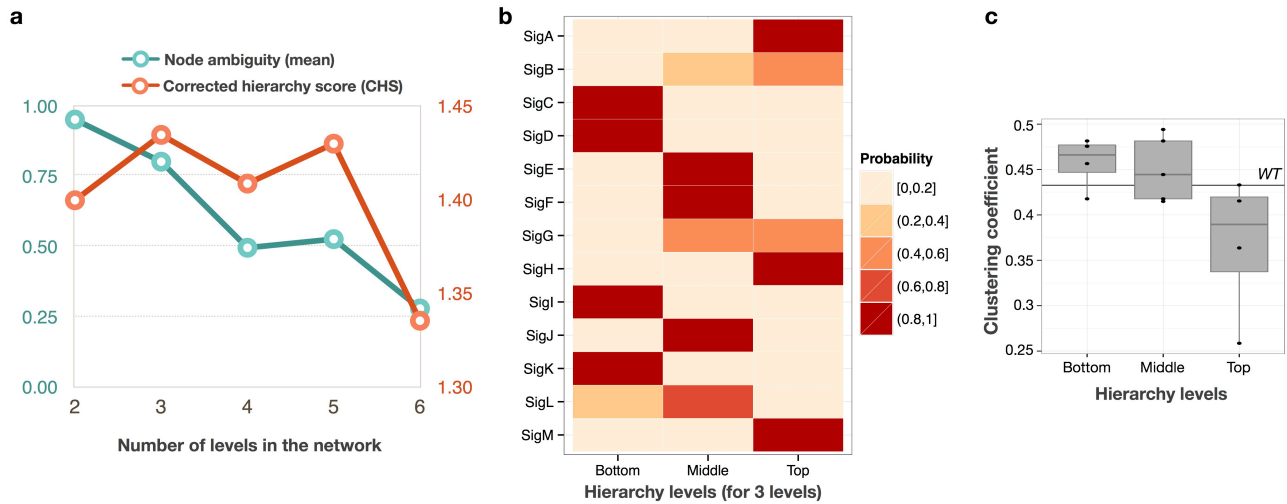 a
Node ambiguity (mean)
Corrected hierarchy score (CHS)
1.00
0.75
0.50
0.25
0.00
1.45
1.40
1.35
1.30
2 3 4 5 6
Number of levels in the network
b
SigA
SigB
SigC
SigD
SigE
SigF
SigG
SigH
SigI
SigJ
SigK
SigL
SigM
Bottom Middle Top
Hierarchy levels (for 3 levels)
Probability
[0,0.2]
(0.2,0.4]
(0.4,0.6]
(0.6,0.8]
(0.8,1]
c
Clustering coefficient
0.5
0.45
0.4
0.35
0.3
0.25
WT
Bottom Middle Top
Hierarchy levels